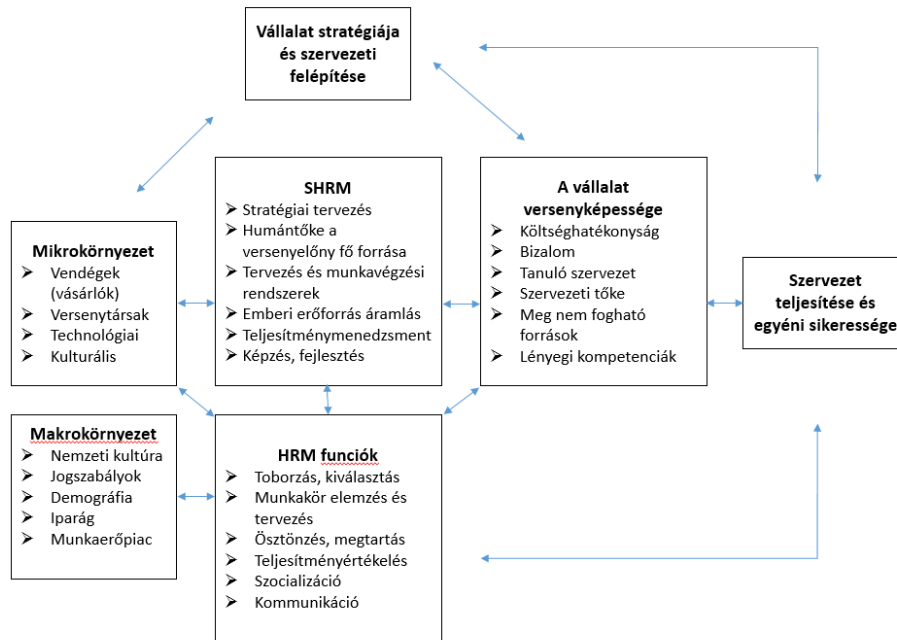 Vállalat stratégiája
és szervezeti
felépítése
SHRM
➢ Stratégiai tervezés
➢ Humántőke a
versenyelőny fő forrása
➢ Tervezés és munkavégzési
rendszerek
➢ Emberi erőforrás áramlás
➢ Teljesítménymenedzsment
➢ Képzés, fejlesztés
A vállalat
versenyképessége
➢ Költséghatékonyság
➢ Bizalom
➢ Tanuló szervezet
➢ Szervezeti tőke
➢ Meg nem fogható
források
➢ Lényegi kompetenciák
Mikrokörnyezet
➢ Vendégek
(vásárlók)
➢ Versenytársak
➢ Technológiai
➢ Kulturális
Szervezet
teljesítése és
egyéni sikeressége
Makrokörnyezet
➢ Nemzeti kultúra
➢ Jogszabályok
➢ Demográfia
➢ Iparág
➢ Munkaerőpiac
HRM funciók
➢ Toborzás, kiválasztás
➢ Munkakör elemzés és
tervezés
➢ Ösztönzés, megtartás
➢ Teljesítményértékelés
➢ Szocializáció
➢ Kommunikáció